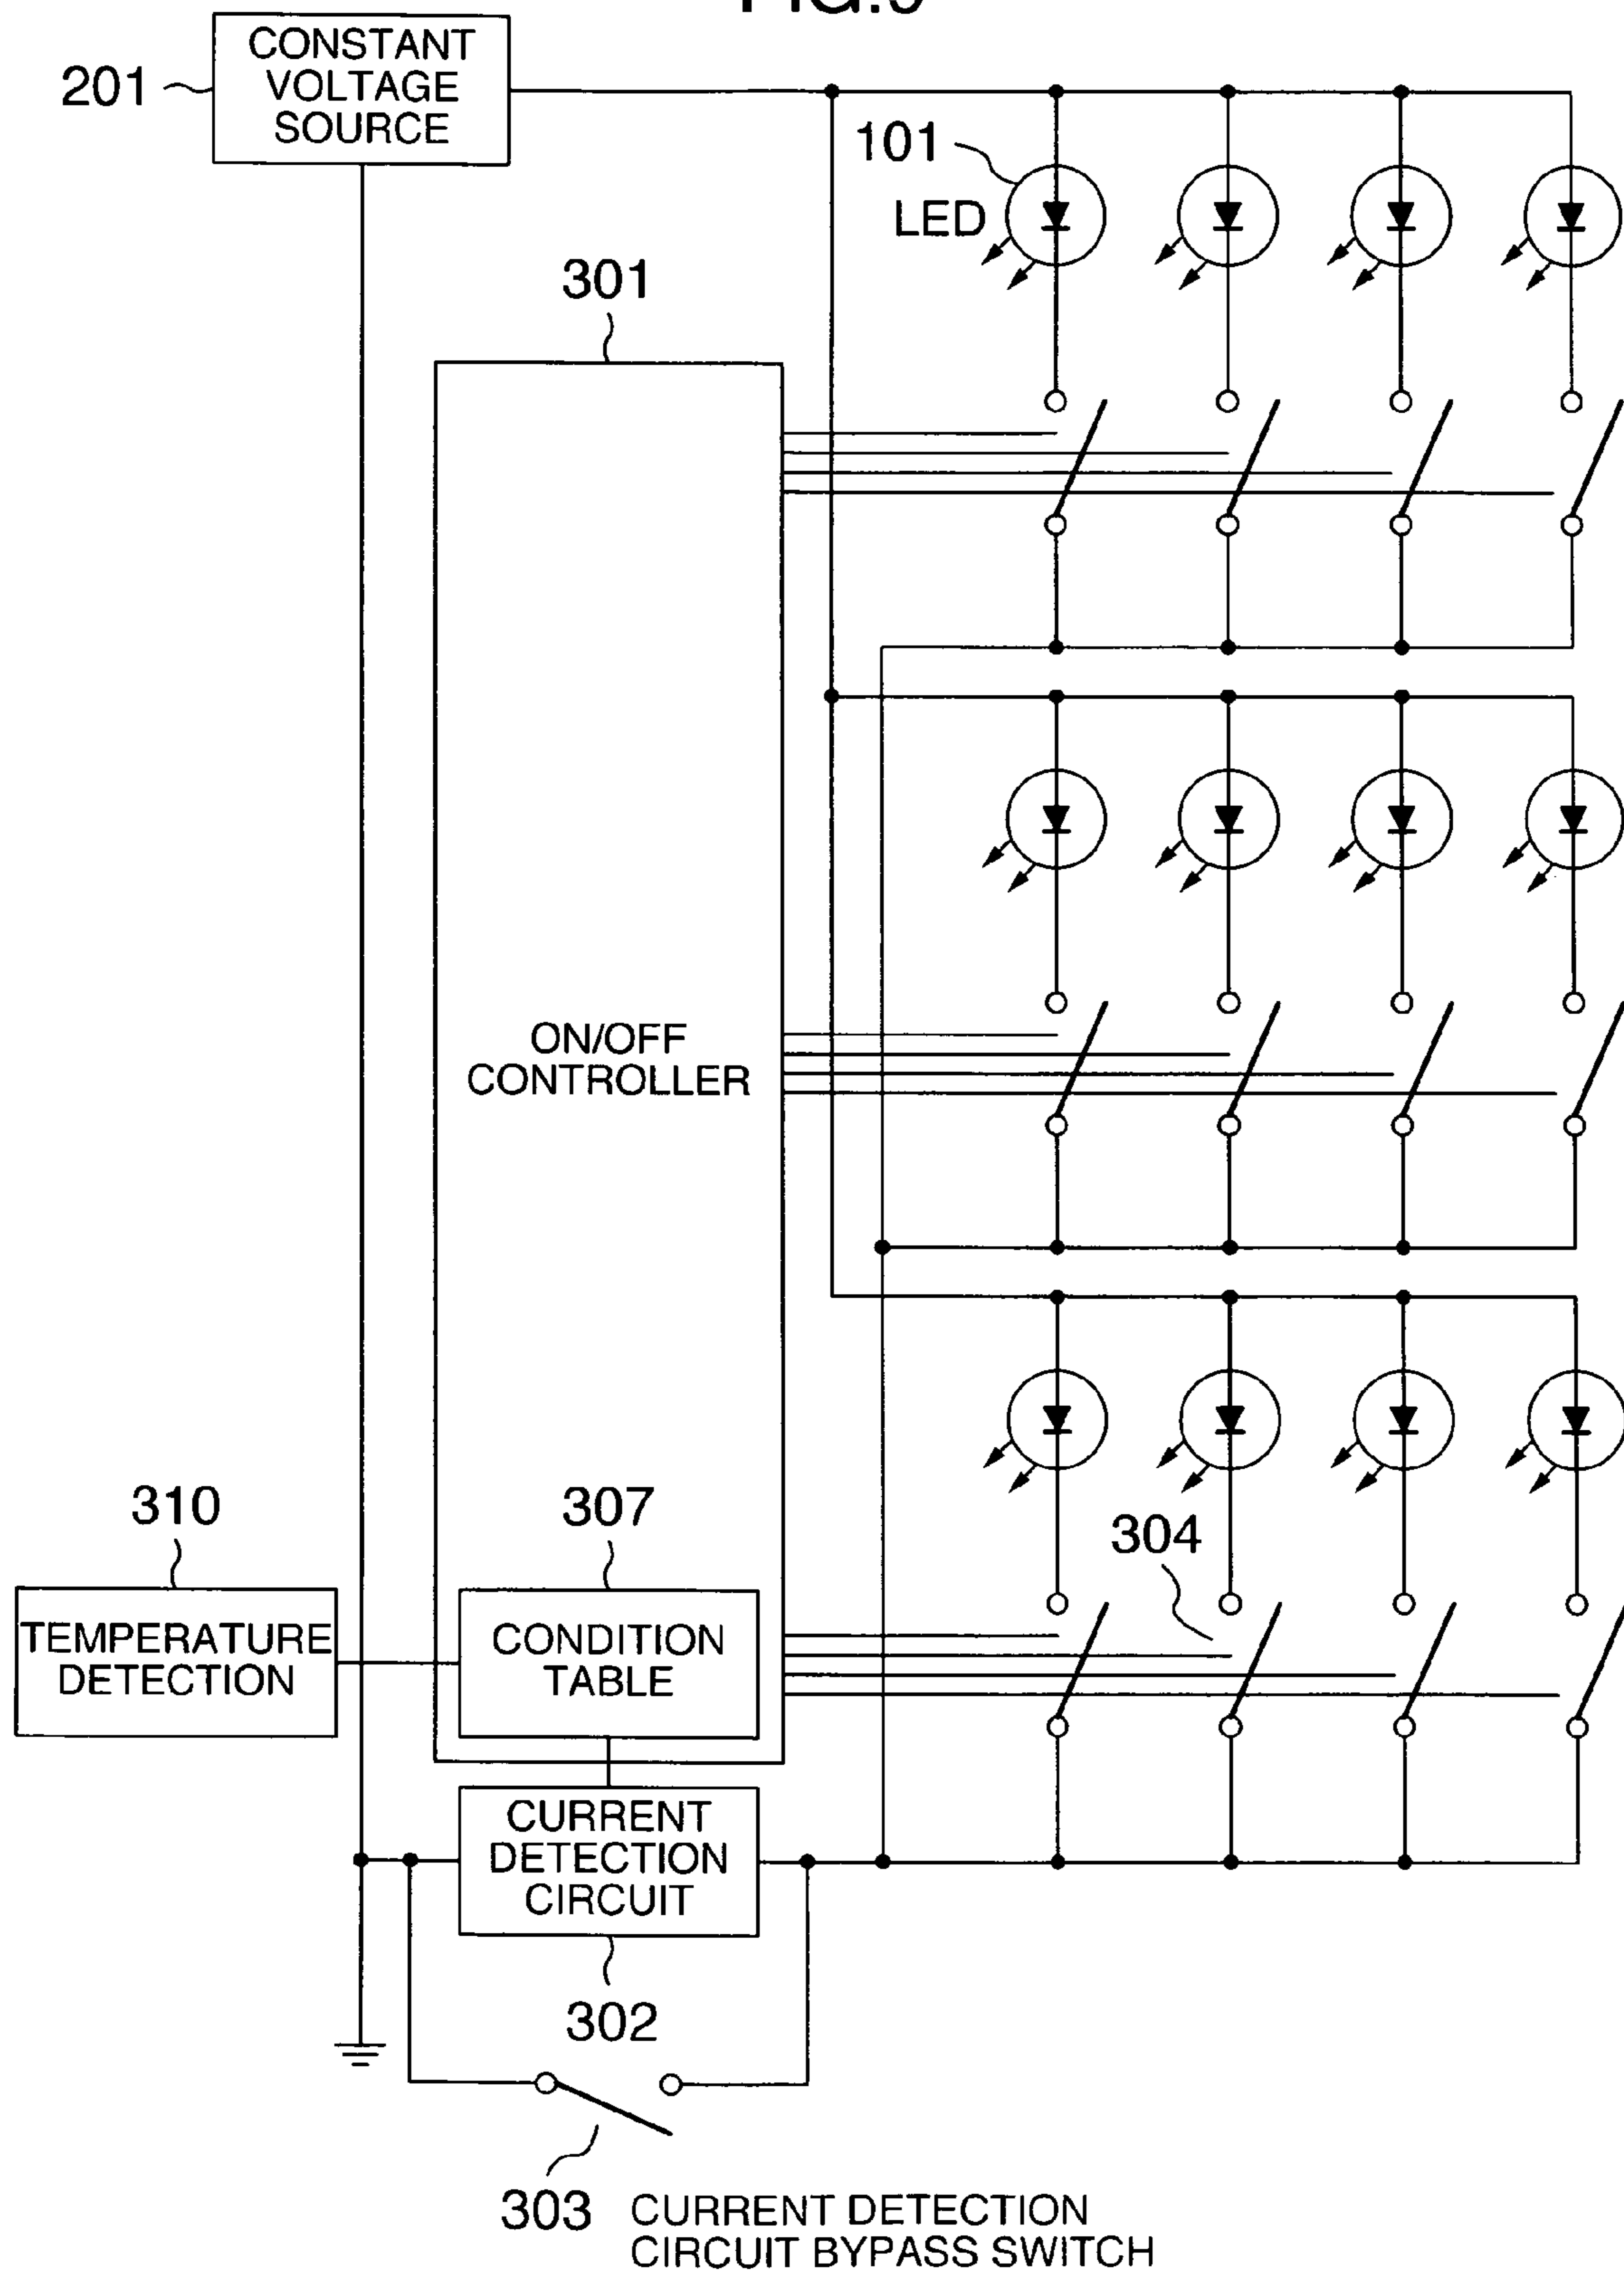 CONSTANT
VOLTAGE
SOURCE
201
101
LED
301
ON/OFF
CONTROLLER
310
307
304
TEMPERATURE
DETECTION
CONDITION
TABLE
CURRENT
DETECTION
CIRCUIT
302
303
CURRENT DETECTION
CIRCUIT BYPASS SWITCH